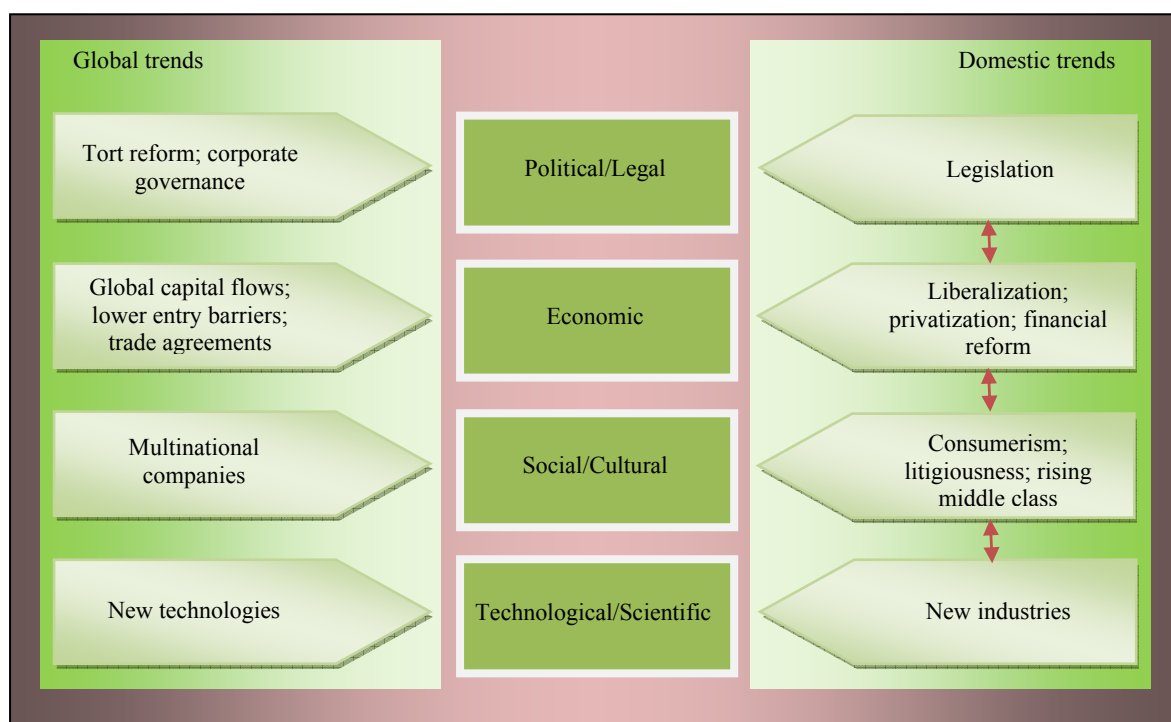 Global trends
Domestic trends
Tort reform; corporate
governance
Political/Legal
Legislation
Global capital flows;
lower entry barriers;
trade agreements
Economic
Liberalization;
privatization; financial
reform
Multinational
companies
Social/Cultural
Consumerism;
litigiousness; rising
middle class
New technologies
Technological/Scientific
New industries